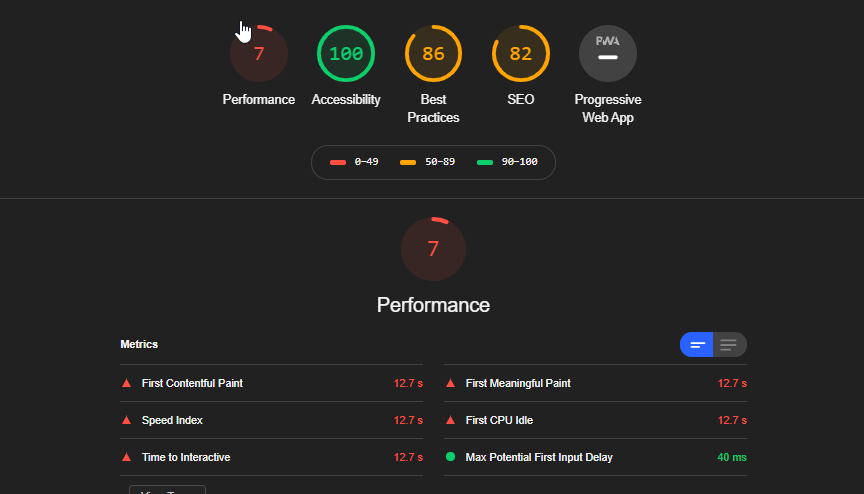 7 100 86 82 PWA
Performance Accessibility Best SEO Progressive
Practices Web App
0–49 50–89 90–100
7
Performance
Metrics
First Contentful Paint 12.7 s First Meaningful Paint 12.7 s
Speed Index 12.7 s First CPU Idle 12.7 s
Time to Interactive 12.7 s Max Potential First Input Delay 40 ms